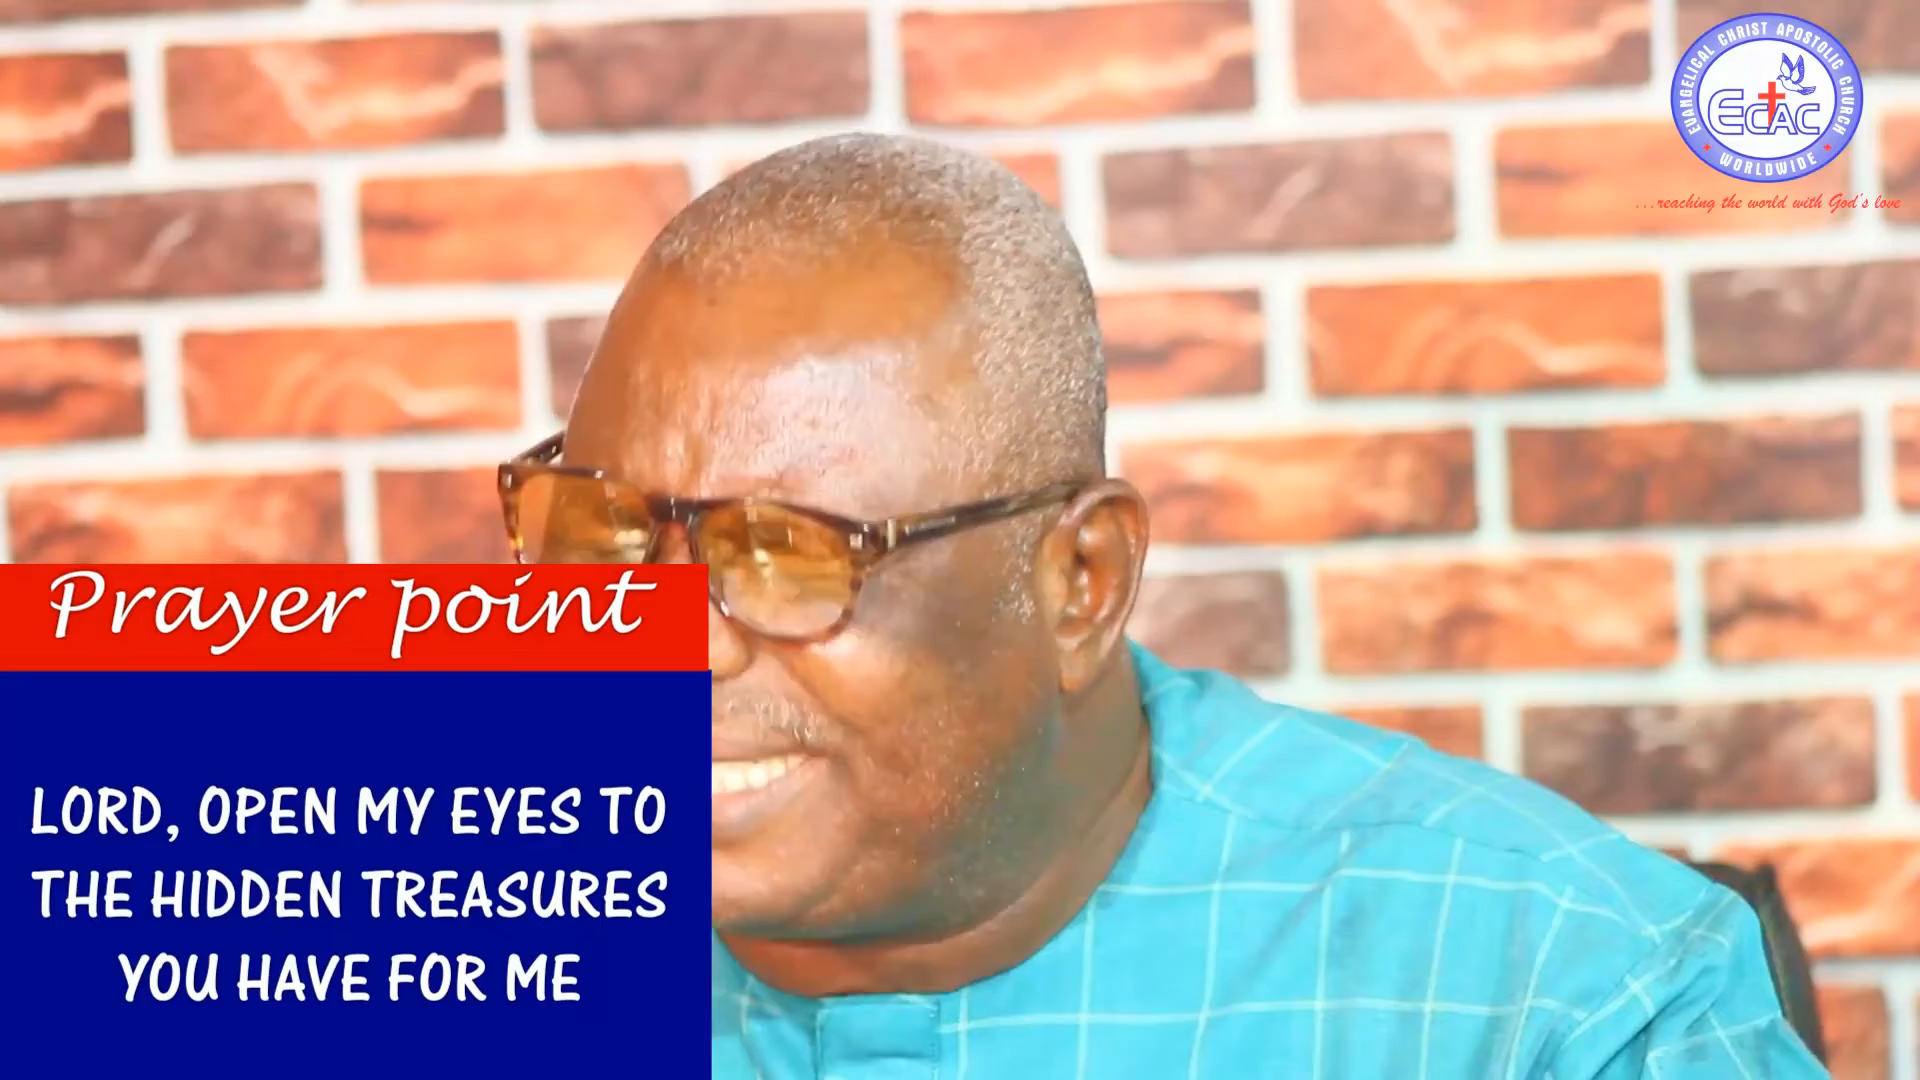 EVANGELICAL CHRIST APOSTOLIC CHURCH
ECAC
WORLDWIDE
...reaching the world with God's love
Prayer point
LORD, OPEN MY EYES TO
THE HIDDEN TREASURES
YOU HAVE FOR ME